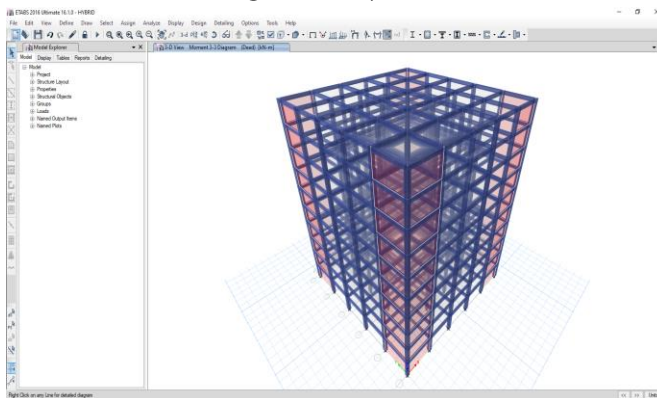 ETABS 2016 Ultimate 16.1.0 - HYBRID
File Edit View Define Draw Select Assign Analyze Display Design Detailing Options Tools Help
Model Explorer
3-D View Moment 3-3 Diagram (Dead) [kN-m]
Model Display Tables Reports Detailing
Model
Project
Structure Layout
Properties
Structural Objects
Groups
Loads
Named Output Items
Named Plots
Right Click on any Line for detailed diagram